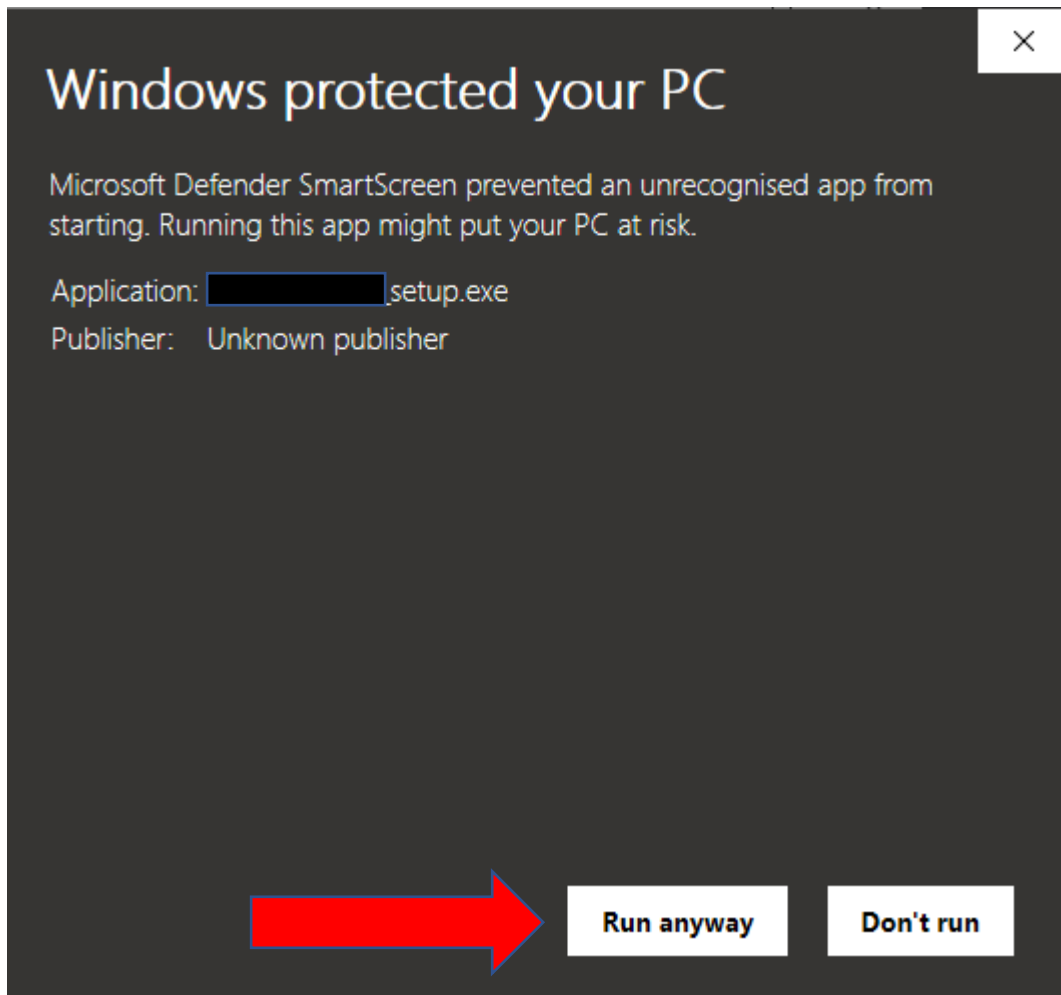 Windows protected your PC
Microsoft Defender SmartScreen prevented an unrecognised app from
starting. Running this app might put your PC at risk.
Application: _setup.exe
Publisher: Unknown publisher
Run anyway Don't run